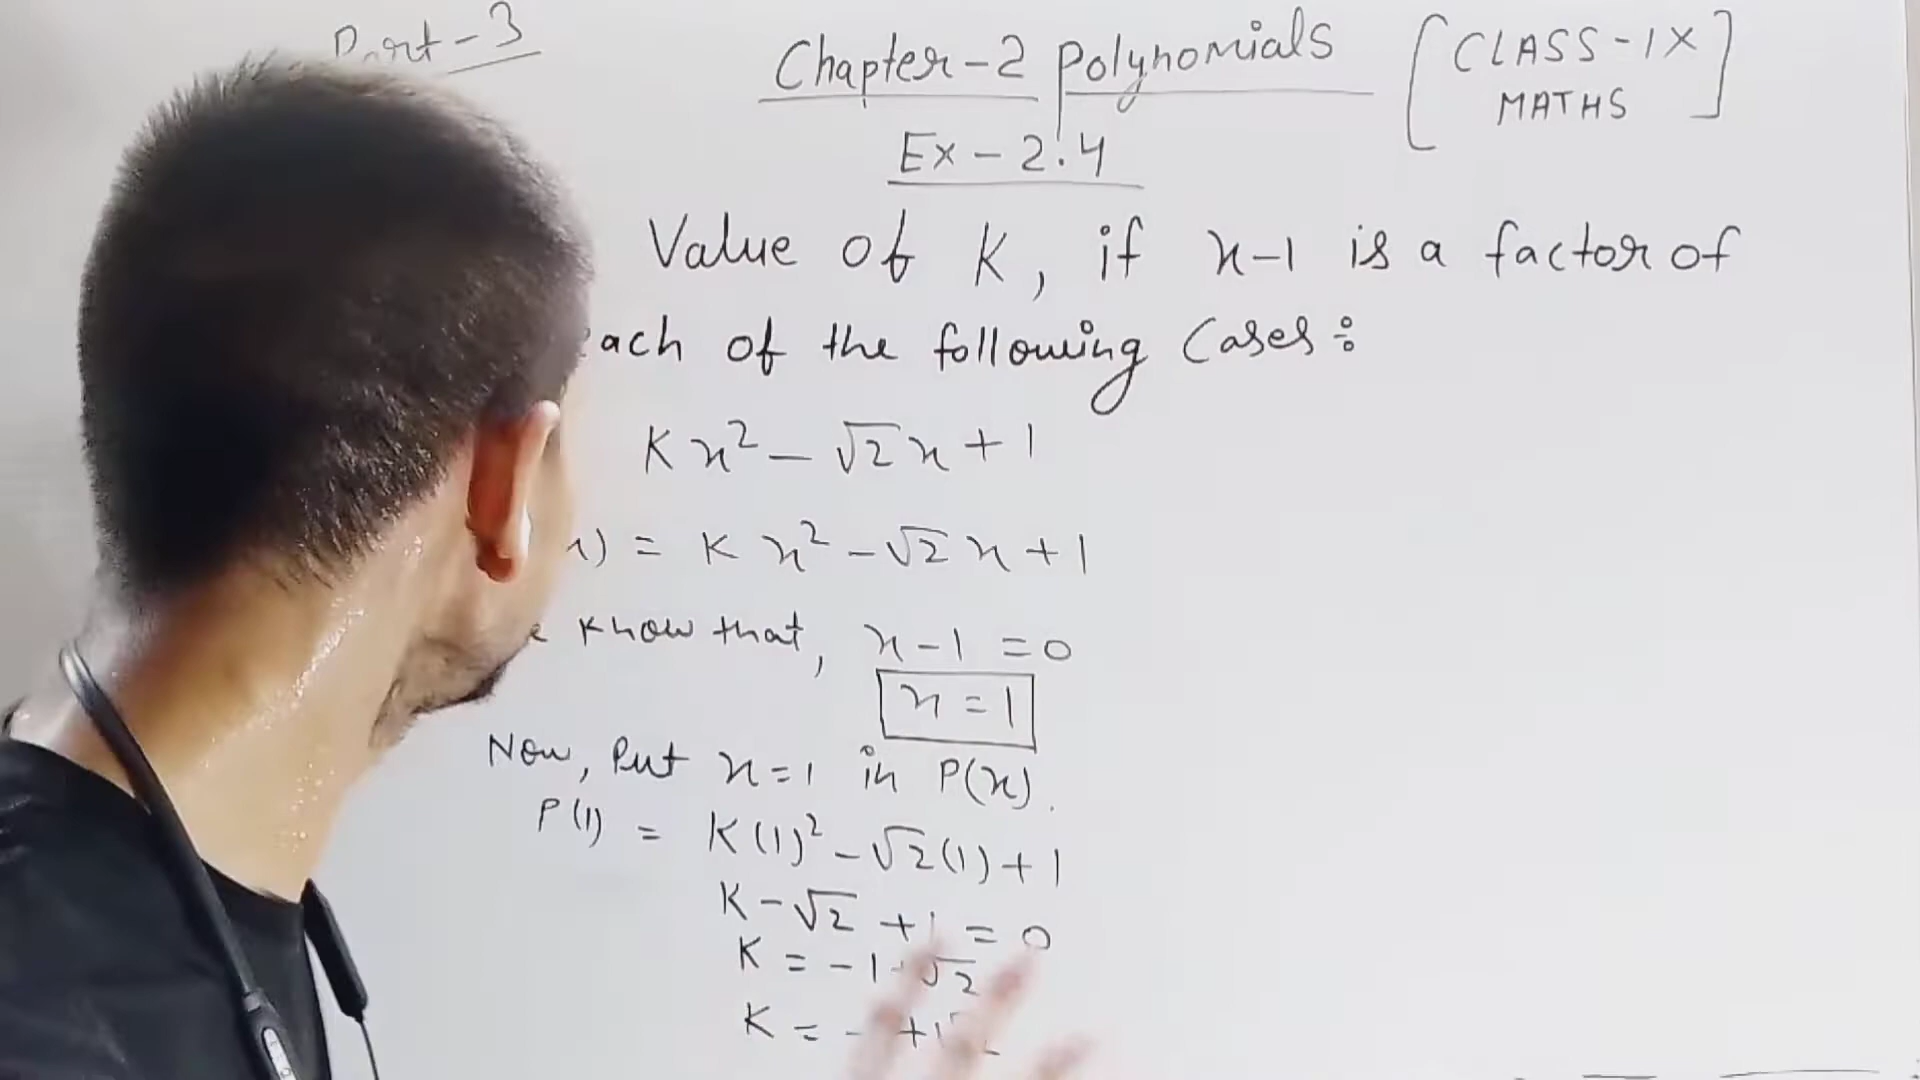 Part-3
Chapter-2 Polynomials
[CLASS-IX
MATHS]
Ex-2.4
Value of K, if x-1 is a factor of
ach of the following Cases:
Kx²-√2x+1
) = Kx²-√2x+1
know that, x-1=0
x=1
Now, Put x=1 in P(x).
P(1) = K(1)²-√2(1)+1
K-√2+1=0
K = -1 √2
K = - +